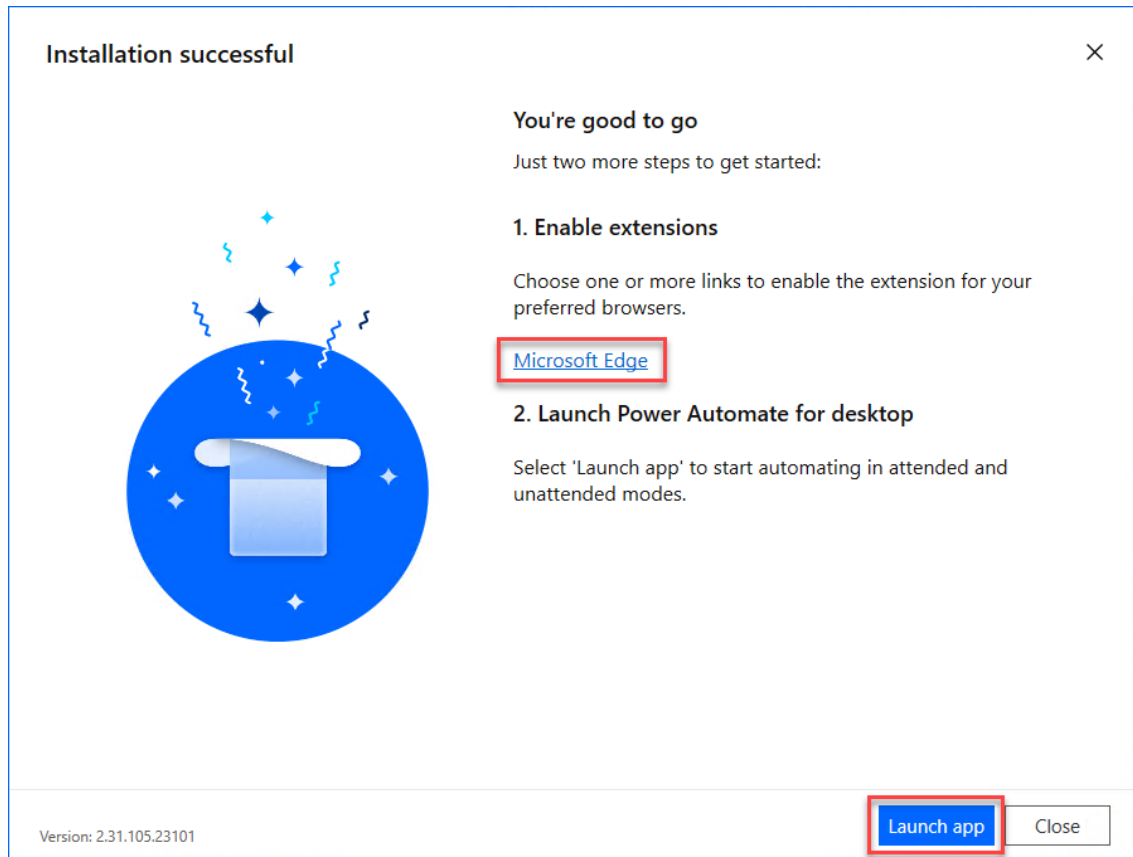 Installation successful
You're good to go
Just two more steps to get started:
1. Enable extensions
Choose one or more links to enable the extension for your
preferred browsers.
Microsoft Edge
2. Launch Power Automate for desktop
Select 'Launch app' to start automating in attended and
unattended modes.
Version: 2.31.105.23101
Launch app
Close